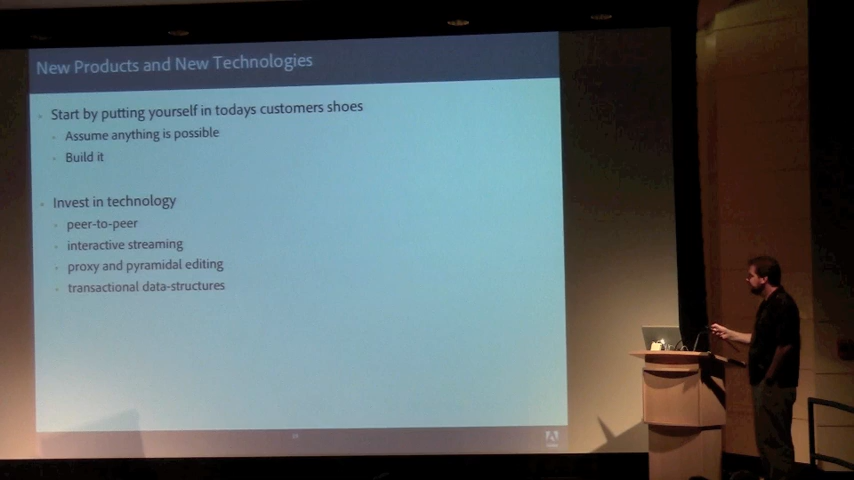 New Products and New Technologies
Start by putting yourself in todays customers shoes
Assume anything is possible
Build it
Invest in technology
peer-to-peer
interactive streaming
proxy and pyramidal editing
transactional data-structures